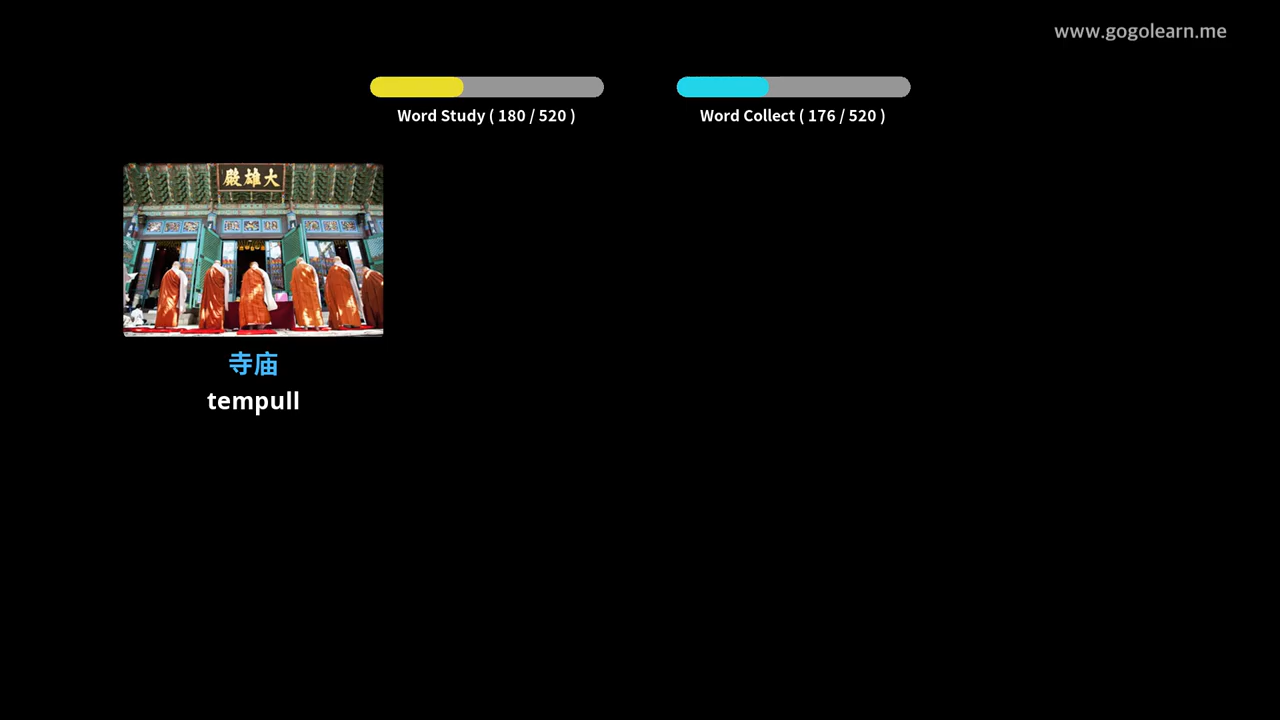 www.gogolearn.me
Word Study ( 180 / 520 )
Word Collect ( 176 / 520 )
殿雄大
寺庙
tempull